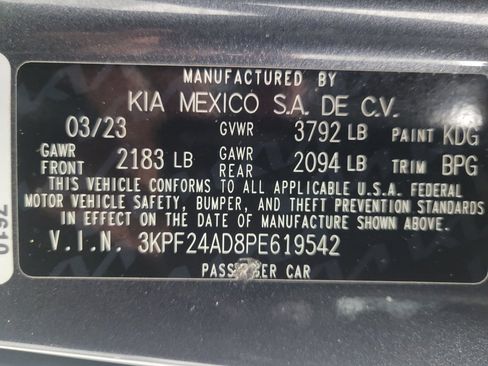 MANUFACTURED BY
KIA MEXICO S.A. DE C.V.
03/23 GVWR 3792 LB PAINT KDG
GAWR FRONT 2183 LB GAWR REAR 2094 LB TRIM BPG
THIS VEHICLE CONFORMS TO ALL APPLICABLE U.S.A. FEDERAL
MOTOR VEHICLE SAFETY, BUMPER, AND THEFT PREVENTION STANDARDS
IN EFFECT ON THE DATE OF MANUFACTURE SHOWN ABOVE.
V.I.N. 3KPF24AD8PE619542
PASSENGER CAR